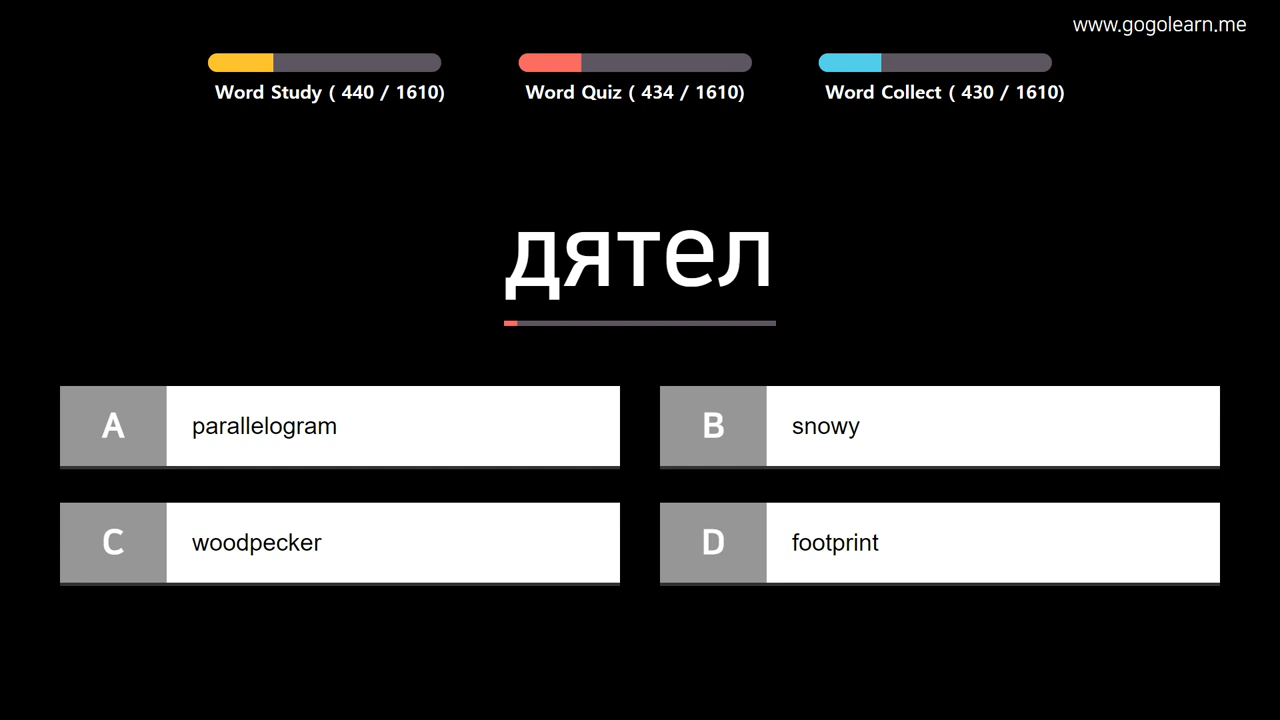 www.gogolearn.me
Word Study ( 440 / 1610)
Word Quiz ( 434 / 1610)
Word Collect ( 430 / 1610)
дятел
A parallelogram
B snowy
C woodpecker
D footprint